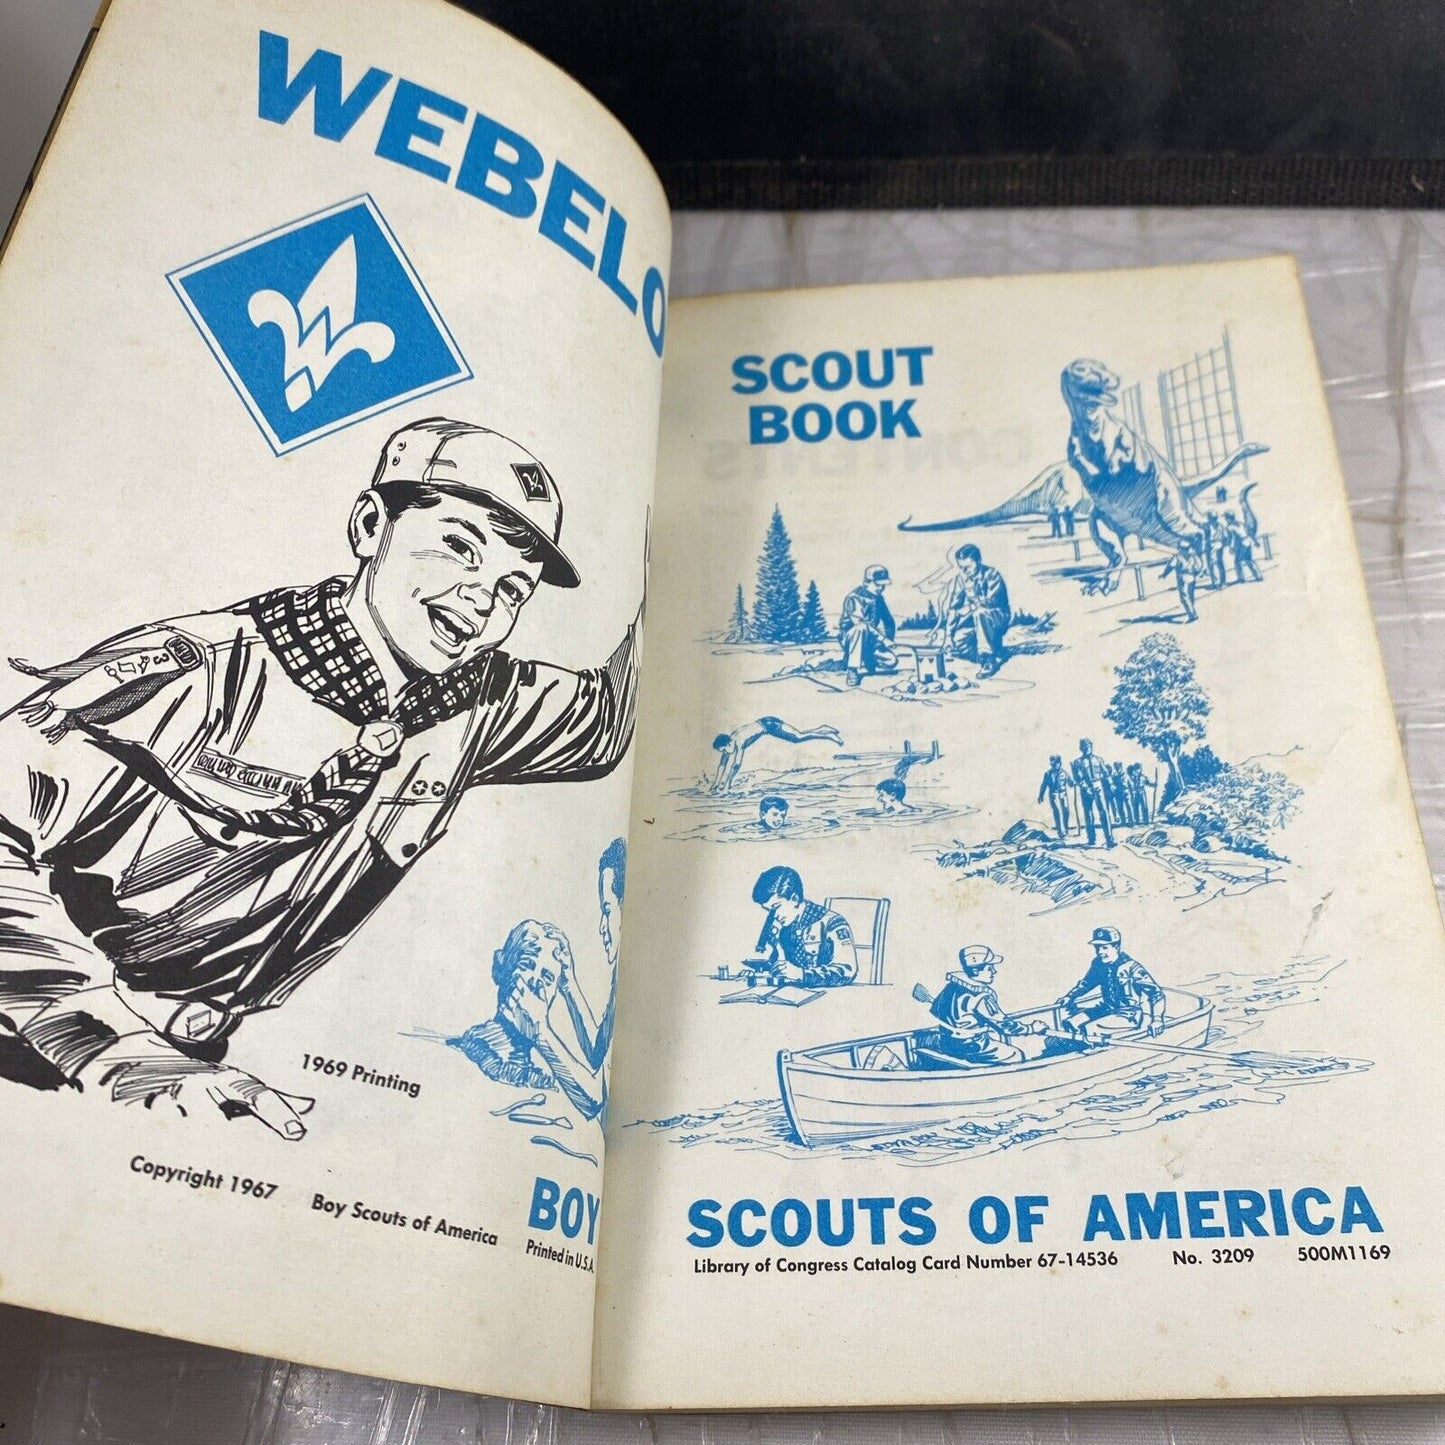 WEBELO
SCOUT
BOOK
1969 Printing
Copyright 1967 Boy Scouts of America
BOY
Printed in U.S.A.
SCOUTS OF AMERICA
Library of Congress Catalog Card Number 67-14536 No. 3209 500M1169